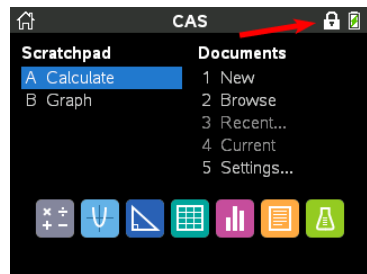 CAS
Scratchpad
A Calculate
B Graph
Documents
1 New
2 Browse
3 Recent...
4 Current
5 Settings...